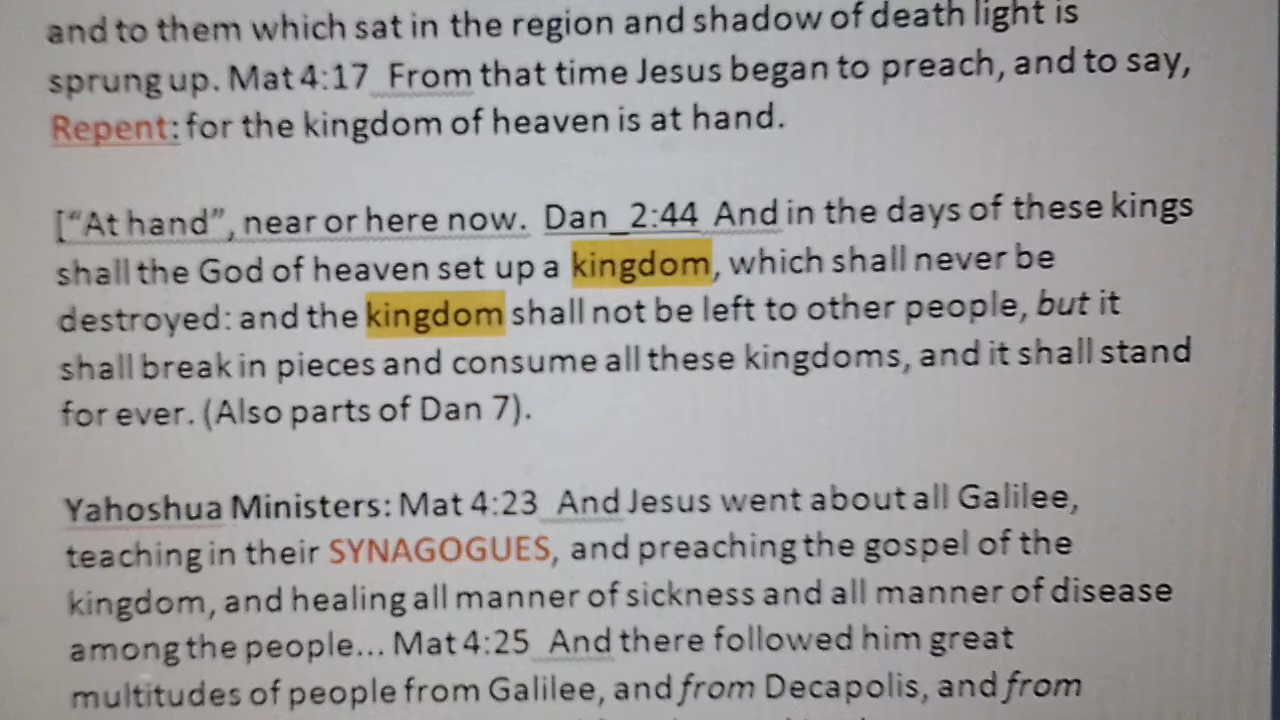 and to them which sat in the region and shadow of death light is
sprung up. Mat 4:17 From that time Jesus began to preach, and to say,
Repent: for the kingdom of heaven is at hand.
[“At hand”, near or here now. Dan 2:44 And in the days of these kings
shall the God of heaven set up a kingdom, which shall never be
destroyed: and the kingdom shall not be left to other people, but it
shall break in pieces and consume all these kingdoms, and it shall stand
for ever. (Also parts of Dan 7).
Yahoshua Ministers: Mat 4:23 And Jesus went about all Galilee,
teaching in their SYNAGOGUES, and preaching the gospel of the
kingdom, and healing all manner of sickness and all manner of disease
among the people... Mat 4:25 And there followed him great
multitudes of people from Galilee, and from Decapolis, and from